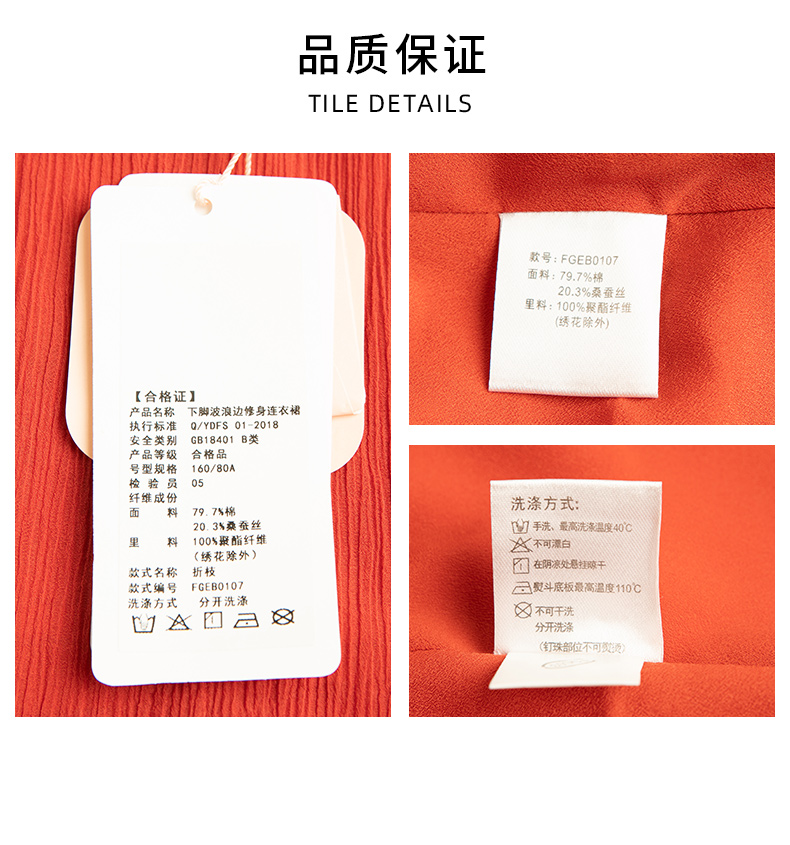 品质保证
TILE DETAILS
【合格证】
产品名称 下脚波浪边修身连衣裙
执行标准 Q/YDFS 01-2018
安全类别 GB18401 B类
产品等级 合格品
号型规格 160/80A
检 验 员 05
纤维成份
面 料 79.7%棉
20.3%桑蚕丝
里 料 100%聚酯纤维
(绣花除外)
款式名称 折枝
款式编号 FGEB0107
洗涤方式 分开洗涤
款号: FGEB0107
面料: 79.7%棉
20.3%桑蚕丝
里料: 100%聚酯纤维
(绣花除外)
洗涤方式:
手洗、最高洗涤温度40℃
不可漂白
在阴凉处悬挂晾干
熨斗底板最高温度110℃
不可干洗
分开洗涤
(钉珠部位不可熨烫)